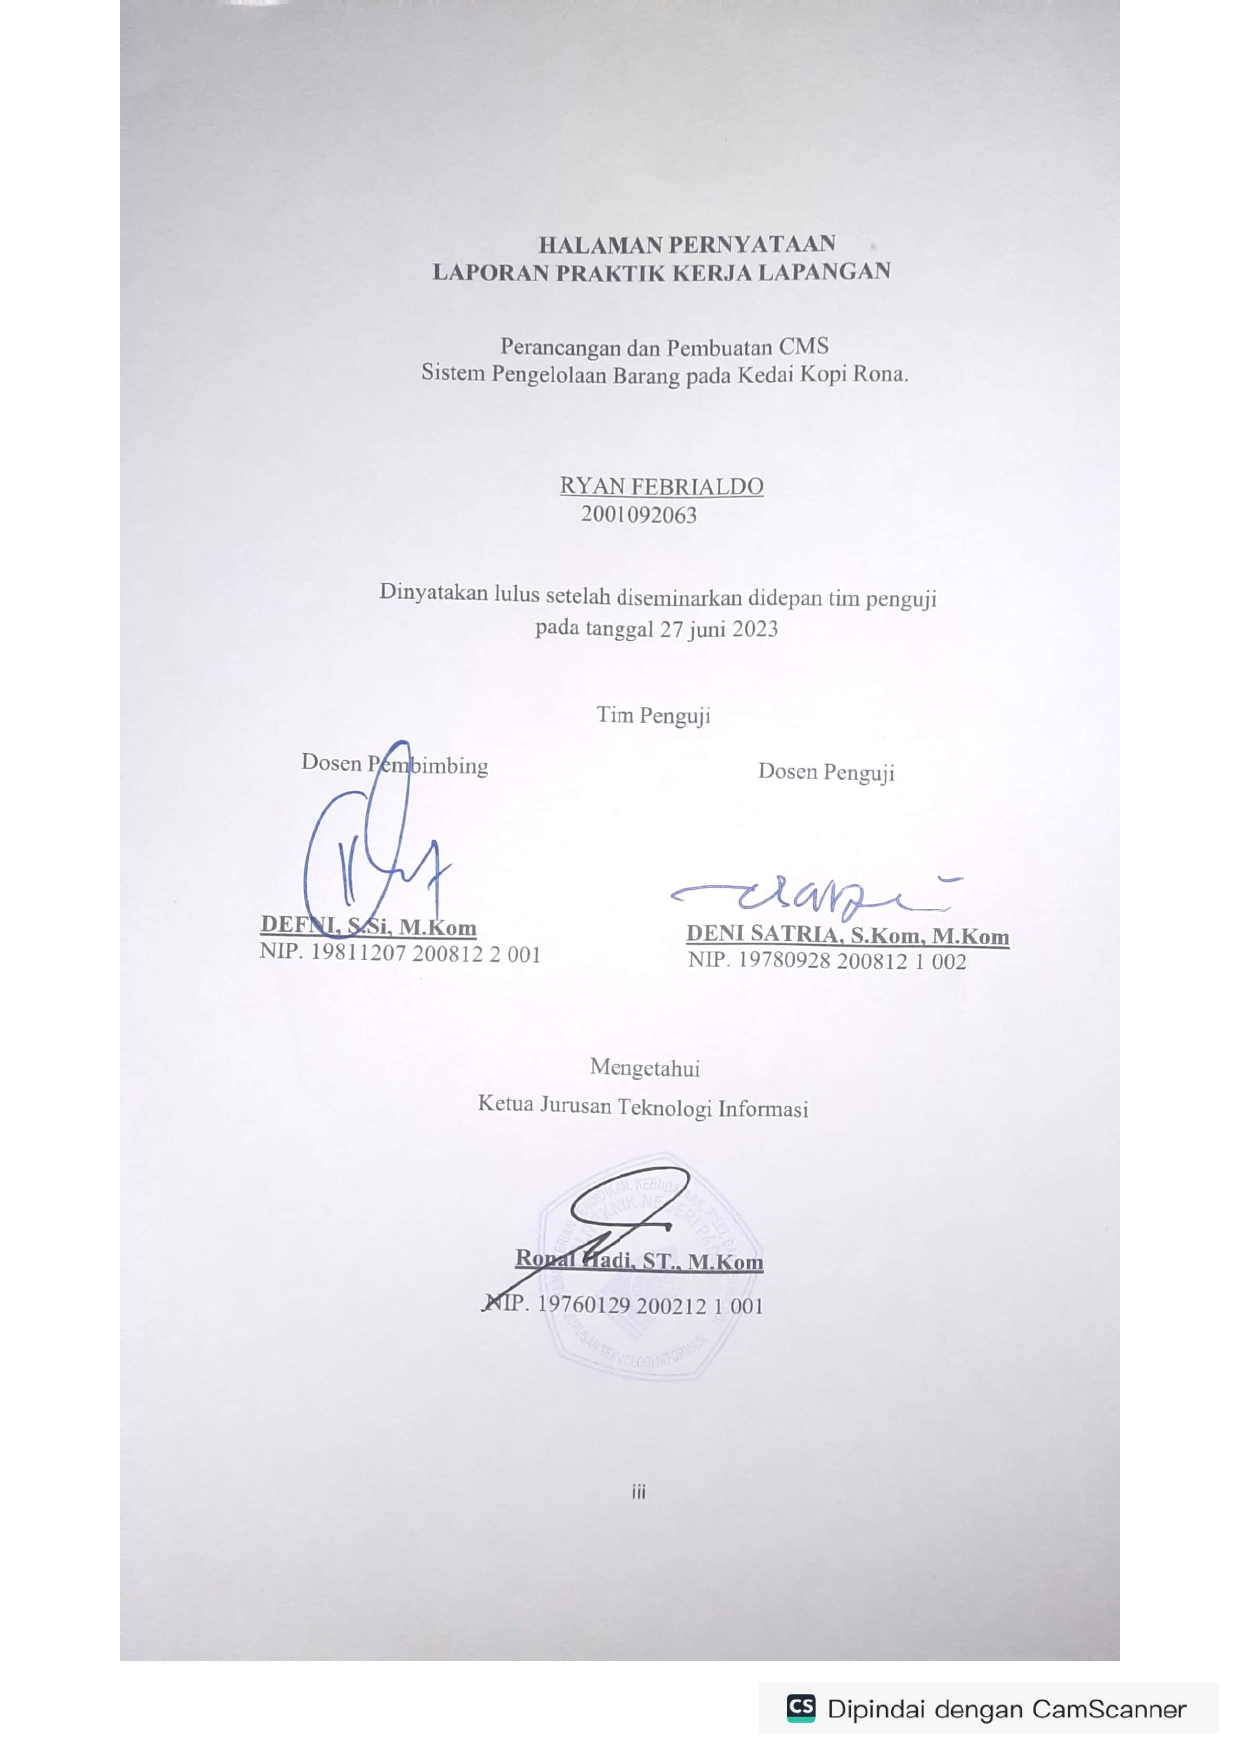 HALAMAN PERNYATAAN
LAPORAN PRAKTIK KERJA LAPANGAN
Perancangan dan Pembuatan CMS
Sistem Pengelolaan Barang pada Kedai Kopi Rona.
RYAN FEBRIALDO
2001092063
Dinyatakan lulus setelah diseminarkan didepan tim penguji
pada tanggal 27 juni 2023
Tim Penguji
Dosen Pembimbing
Dosen Penguji
DEFNI, S.Si, M.Kom
NIP. 19811207 200812 2 001
DENI SATRIA, S.Kom, M.Kom
NIP. 19780928 200812 1 002
Mengetahui
Ketua Jurusan Teknologi Informasi
Ronal Hadi, ST., M.Kom
NIP. 19760129 200212 1 001
JURUSAN TEKNOLOGI INFORMASI
iii
CS Dipindai dengan CamScanner